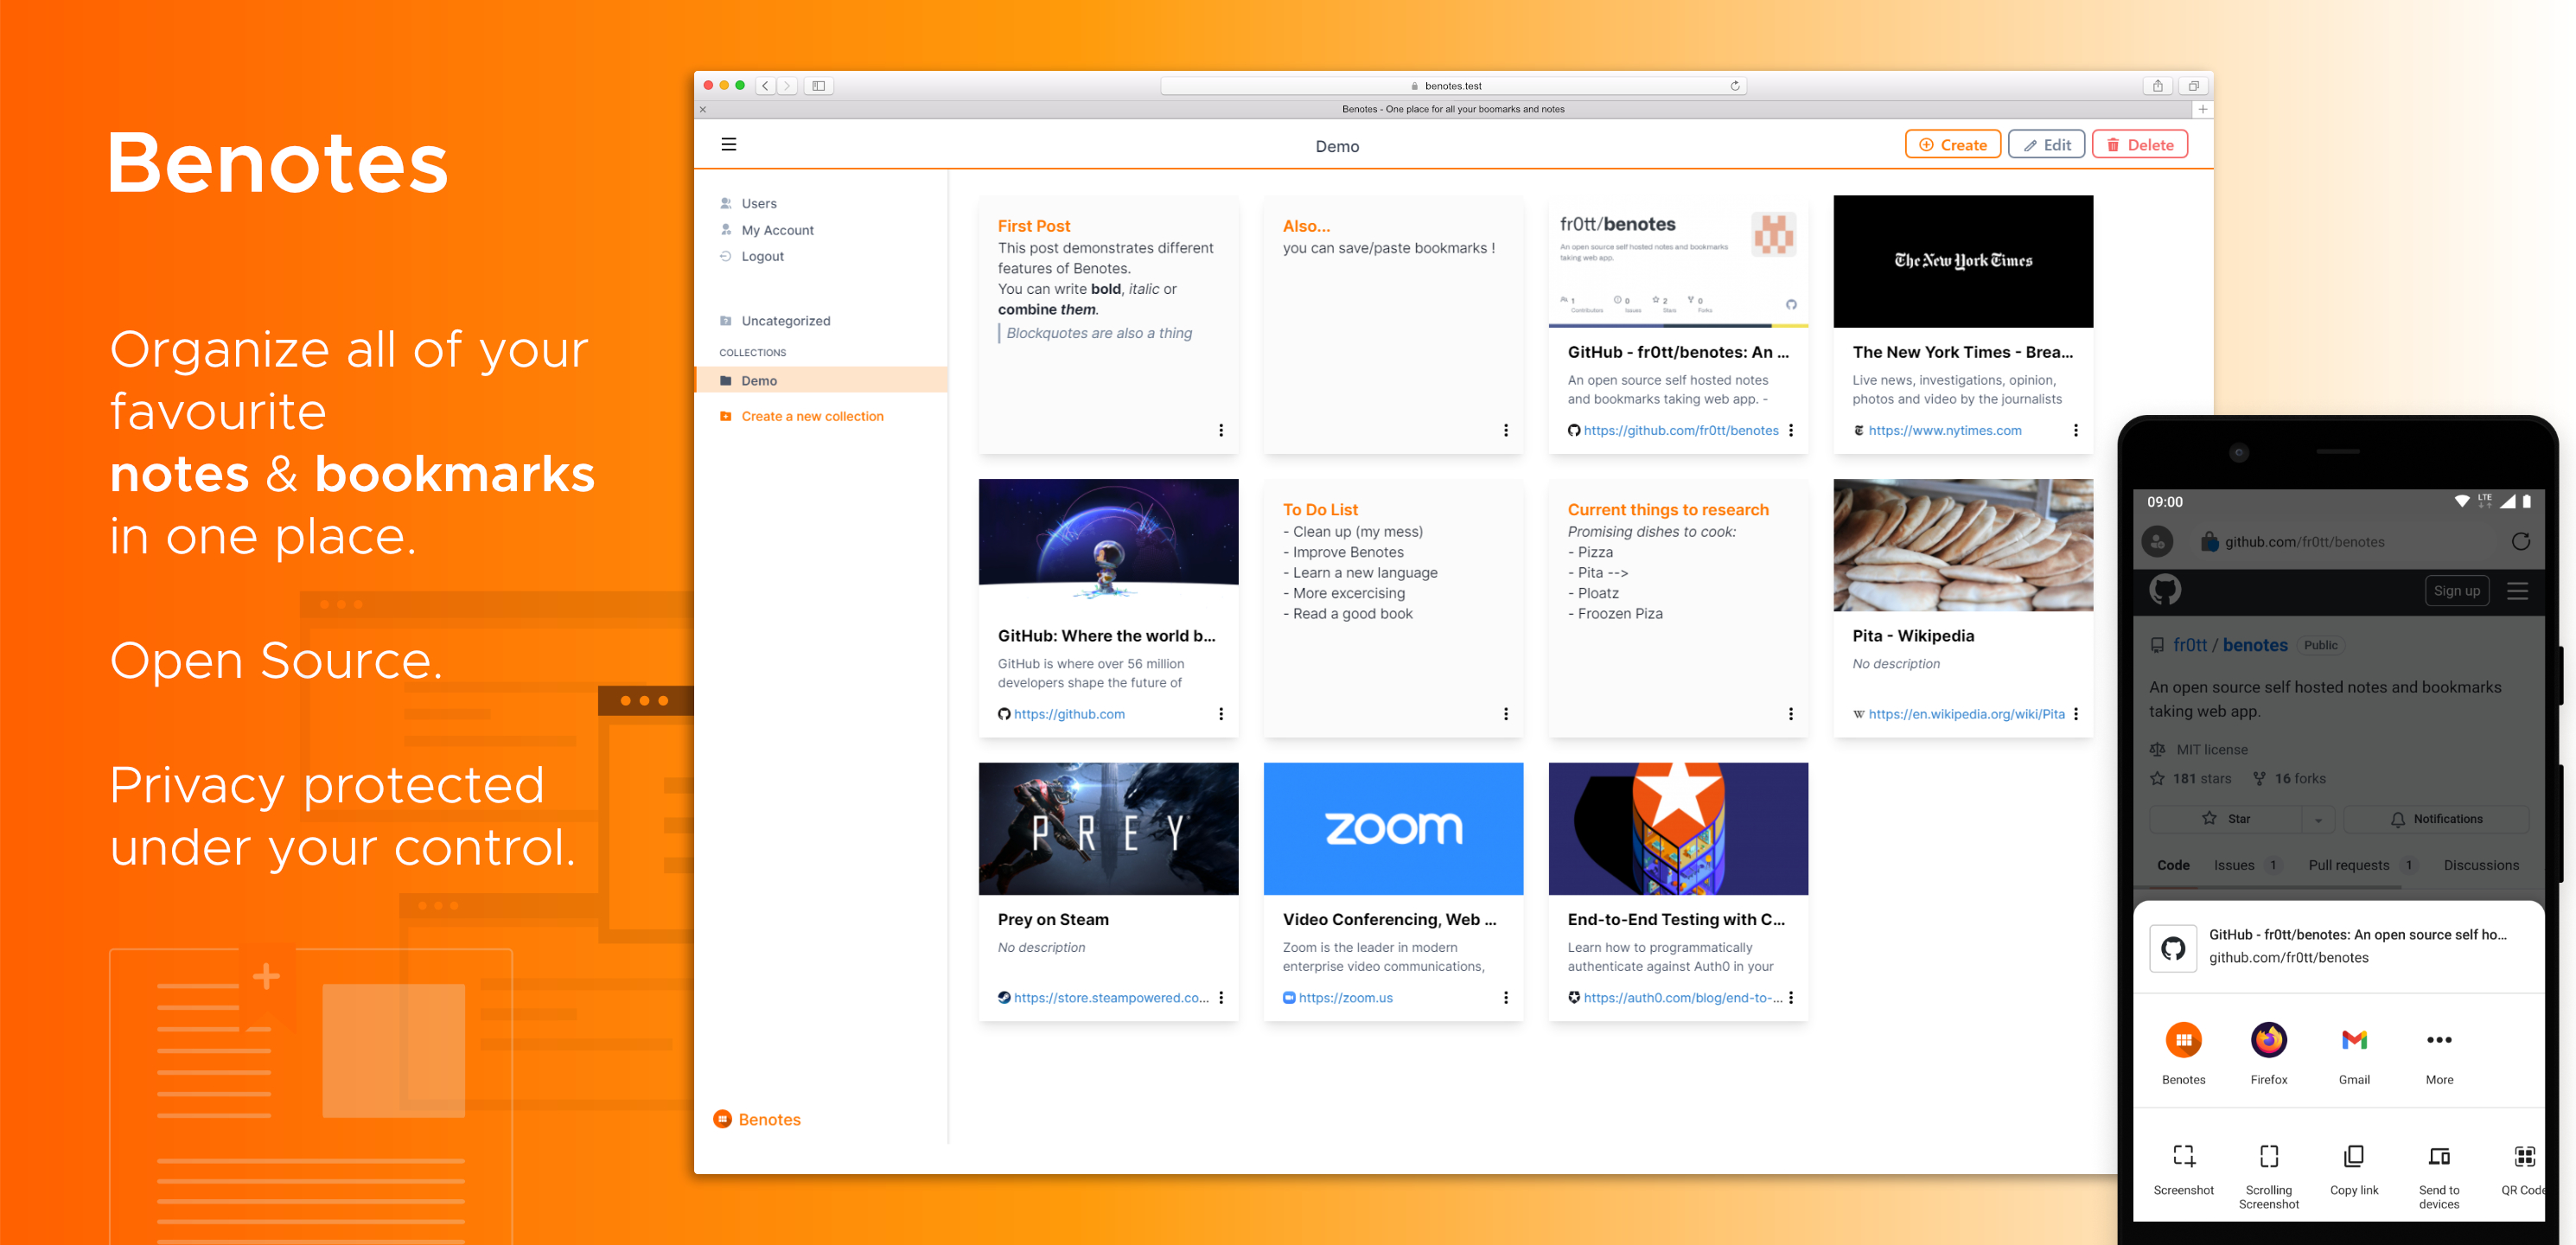 Benotes
Organize all of your
favourite
notes & bookmarks
in one place.
Open Source.
Privacy protected
under your control.
benotes.test
Benotes - One place for all your boomarks and notes
Demo
Create
Edit
Delete
Users
My Account
Logout
Uncategorized
COLLECTIONS
Demo
Create a new collection
Benotes
First Post
This post demonstrates different
features of Benotes.
You can write bold, italic or
combine them.
Blockquotes are also a thing
Also...
you can save/paste bookmarks !
fr0tt/benotes
An open source self hosted notes and bookmarks
taking web app.
1
Contributors
0
Issues
2
Stars
0
Forks
GitHub - fr0tt/benotes: An ...
An open source self hosted notes
and bookmarks taking web app. -
https://github.com/fr0tt/benotes
The New York Times
The New York Times - Brea...
Live news, investigations, opinion,
photos and video by the journalists
https://www.nytimes.com
GitHub: Where the world b...
GitHub is where over 56 million
developers shape the future of
https://github.com
To Do List
- Clean up (my mess)
- Improve Benotes
- Learn a new language
- More excercising
- Read a good book
Current things to research
Promising dishes to cook:
- Pizza
- Pita -->
- Ploatz
- Froozen Piza
Pita - Wikipedia
No description
W https://en.wikipedia.org/wiki/Pita
PREY
Prey on Steam
No description
https://store.steampowered.co...
zoom
Video Conferencing, Web ...
Zoom is the leader in modern
enterprise video communications,
https://zoom.us
End-to-End Testing with C...
Learn how to programmatically
authenticate against Auth0 in your
https://auth0.com/blog/end-to-...
09:00
LTE
github.com/fr0tt/benotes
Sign up
fr0tt / benotes Public
An open source self hosted notes and bookmarks
taking web app.
MIT license
181 stars 16 forks
Star
Notifications
Code Issues 1 Pull requests 1 Discussions
GitHub - fr0tt/benotes: An open source self ho...
github.com/fr0tt/benotes
Benotes
Firefox
Gmail
More
Screenshot
Scrolling
Screenshot
Copy link
Send to
devices
QR Code